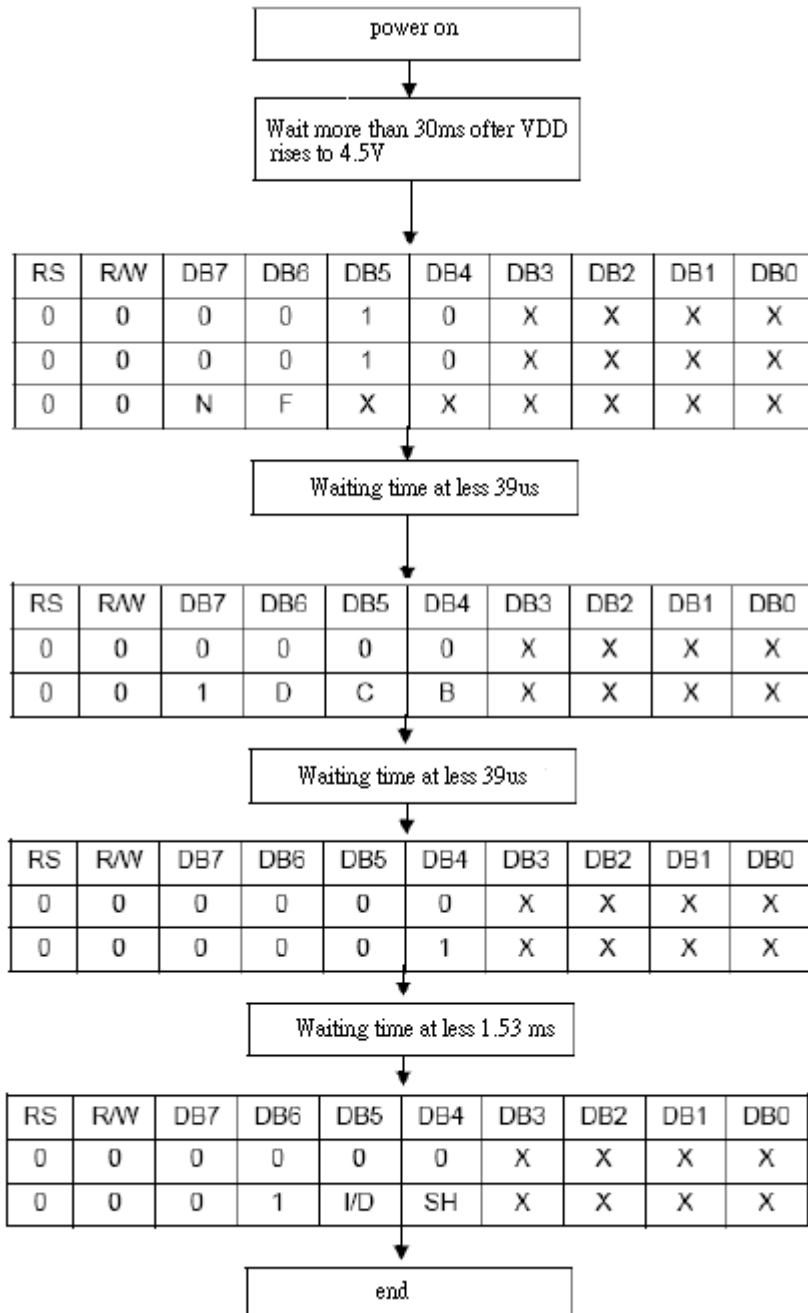 power on
Wait more than 30ms ofter VDD
rises to 4.5V
RS R/W DB7 DB6 DB5 DB4 DB3 DB2 DB1 DB0
0 0 0 0 1 0 X X X X
0 0 0 0 1 0 X X X X
0 0 N F X X X X X X
Waiting time at less 39us
RS R/W DB7 DB6 DB5 DB4 DB3 DB2 DB1 DB0
0 0 0 0 0 0 X X X X
0 0 1 D C B X X X X
Waiting time at less 39us
RS R/W DB7 DB6 DB5 DB4 DB3 DB2 DB1 DB0
0 0 0 0 0 0 X X X X
0 0 0 0 0 1 X X X X
Waiting time at less 1.53 ms
RS R/W DB7 DB6 DB5 DB4 DB3 DB2 DB1 DB0
0 0 0 0 0 0 X X X X
0 0 0 1 I/D SH X X X X
end